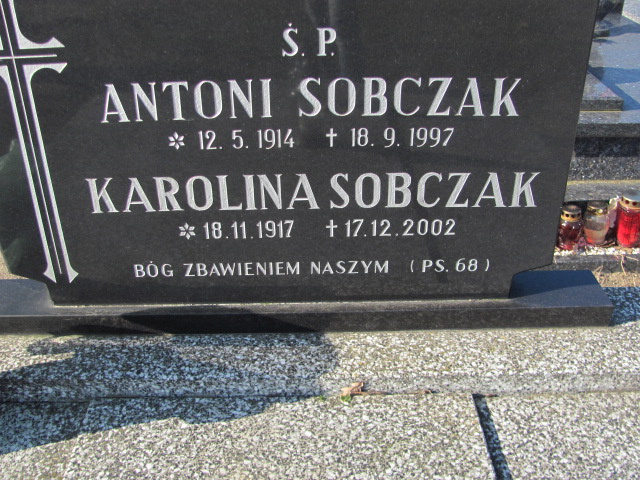 Ś. P.
ANTONI SOBCZAK
✲ 12. 5. 1914 ✝ 18. 9. 1997
KAROLINA SOBCZAK
✲ 18.11.1917 ✝ 17.12.2002
BÓG ZBAWIENIEM NASZYM (PS. 68)